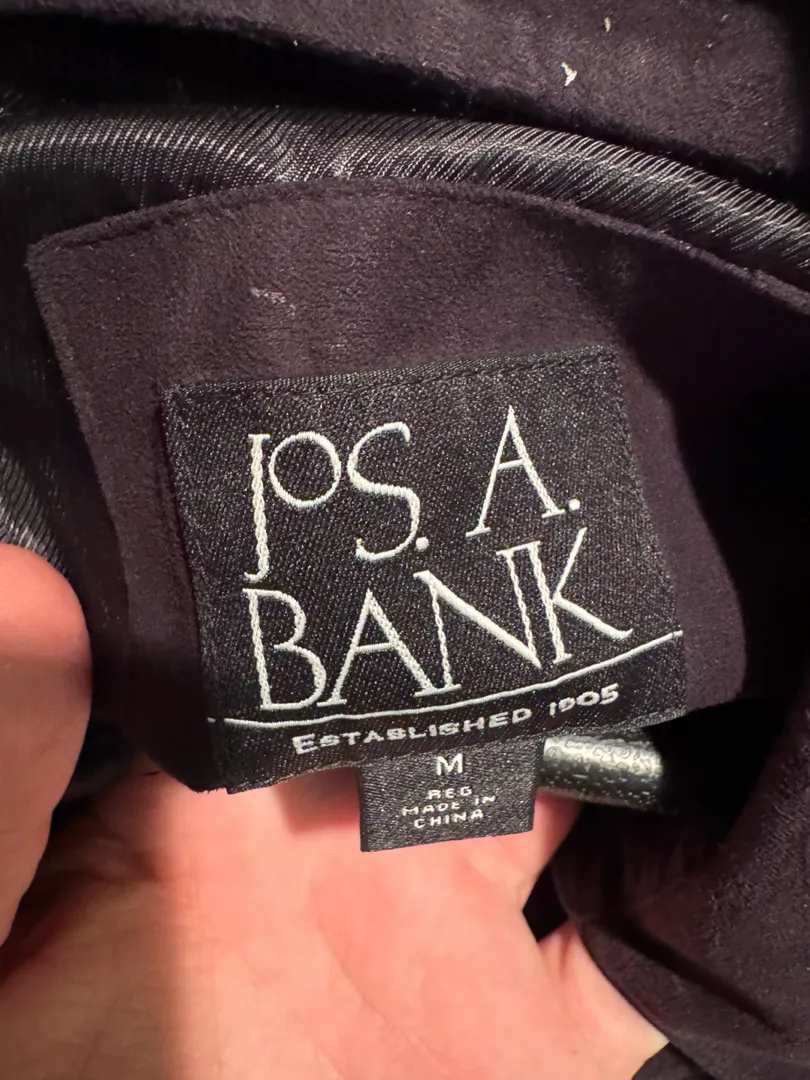 JoS. A.
BANK
ESTABLISHED 1905
M
REG
MADE IN
CHINA